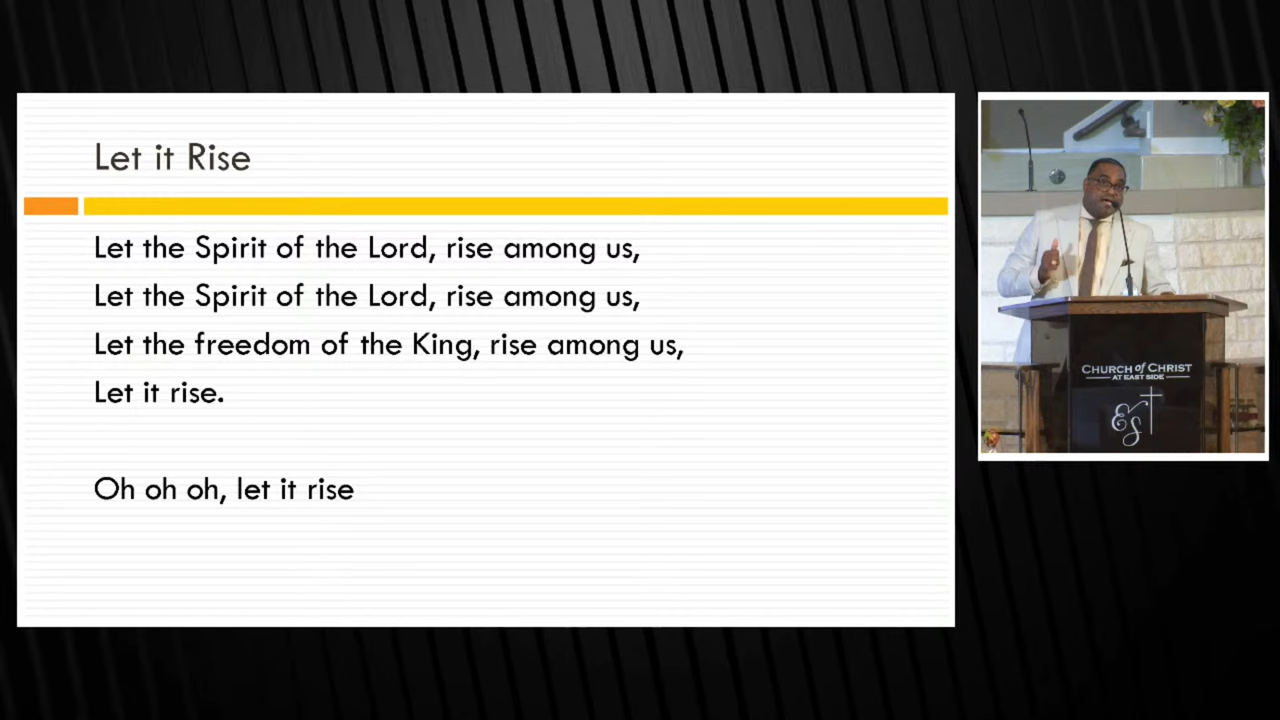 Let it Rise
Let the Spirit of the Lord, rise among us,
Let the Spirit of the Lord, rise among us,
Let the freedom of the King, rise among us,
Let it rise.
Oh oh oh, let it rise
CHURCH of CHRIST
AT EAST SIDE
ES